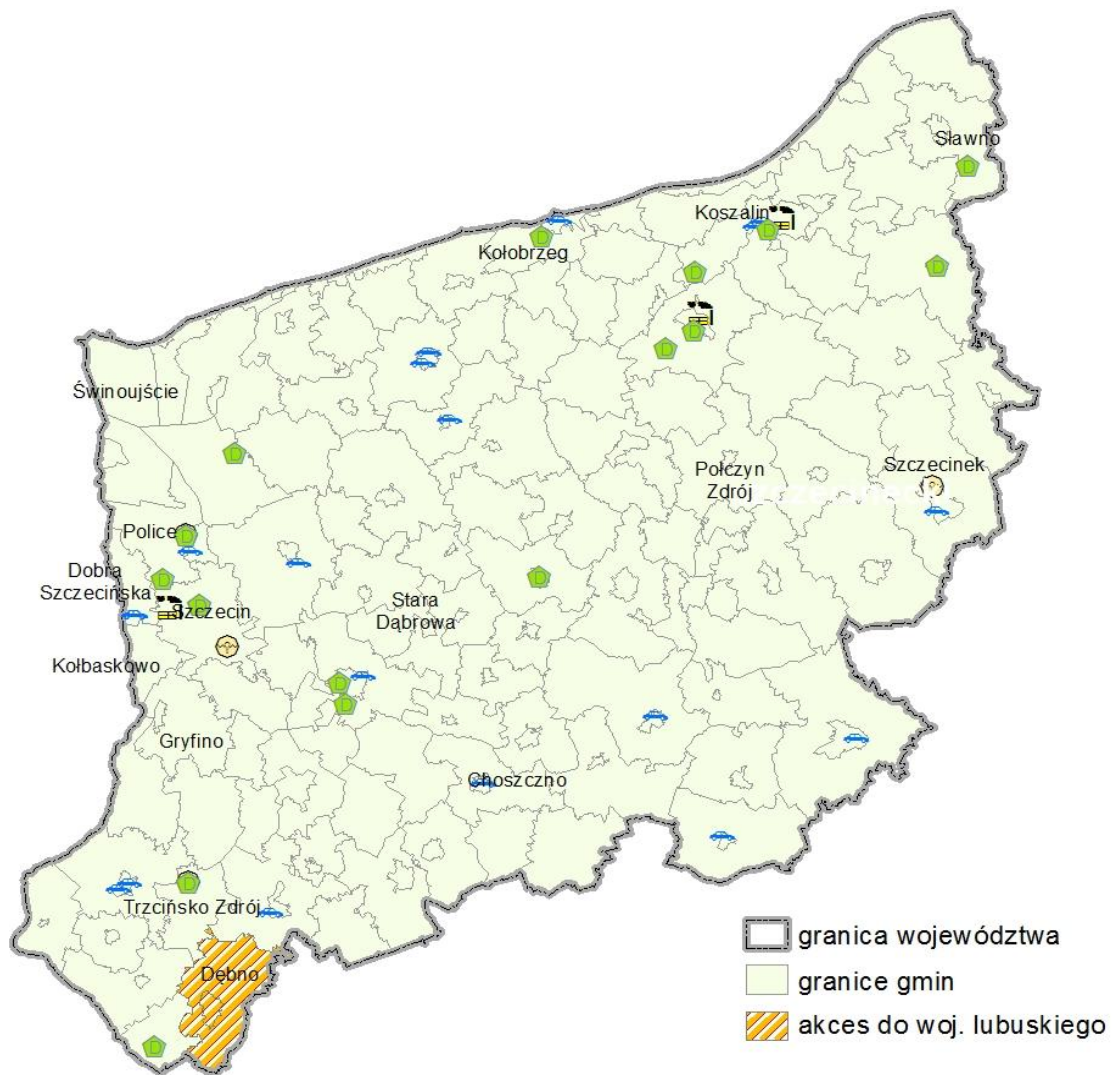 Sławno
Koszalin
Kołobrzeg
Świnoujście
Połczyn
Zdrój
Szczecinek
Police
Dobra
Szczecińska
Szczecin
Stara
Dąbrowa
Kołbaskowo
Gryfino
Choszczno
Trzcińsko Zdrój
Dębno
granica województwa
granice gmin
akces do woj. lubuskiego